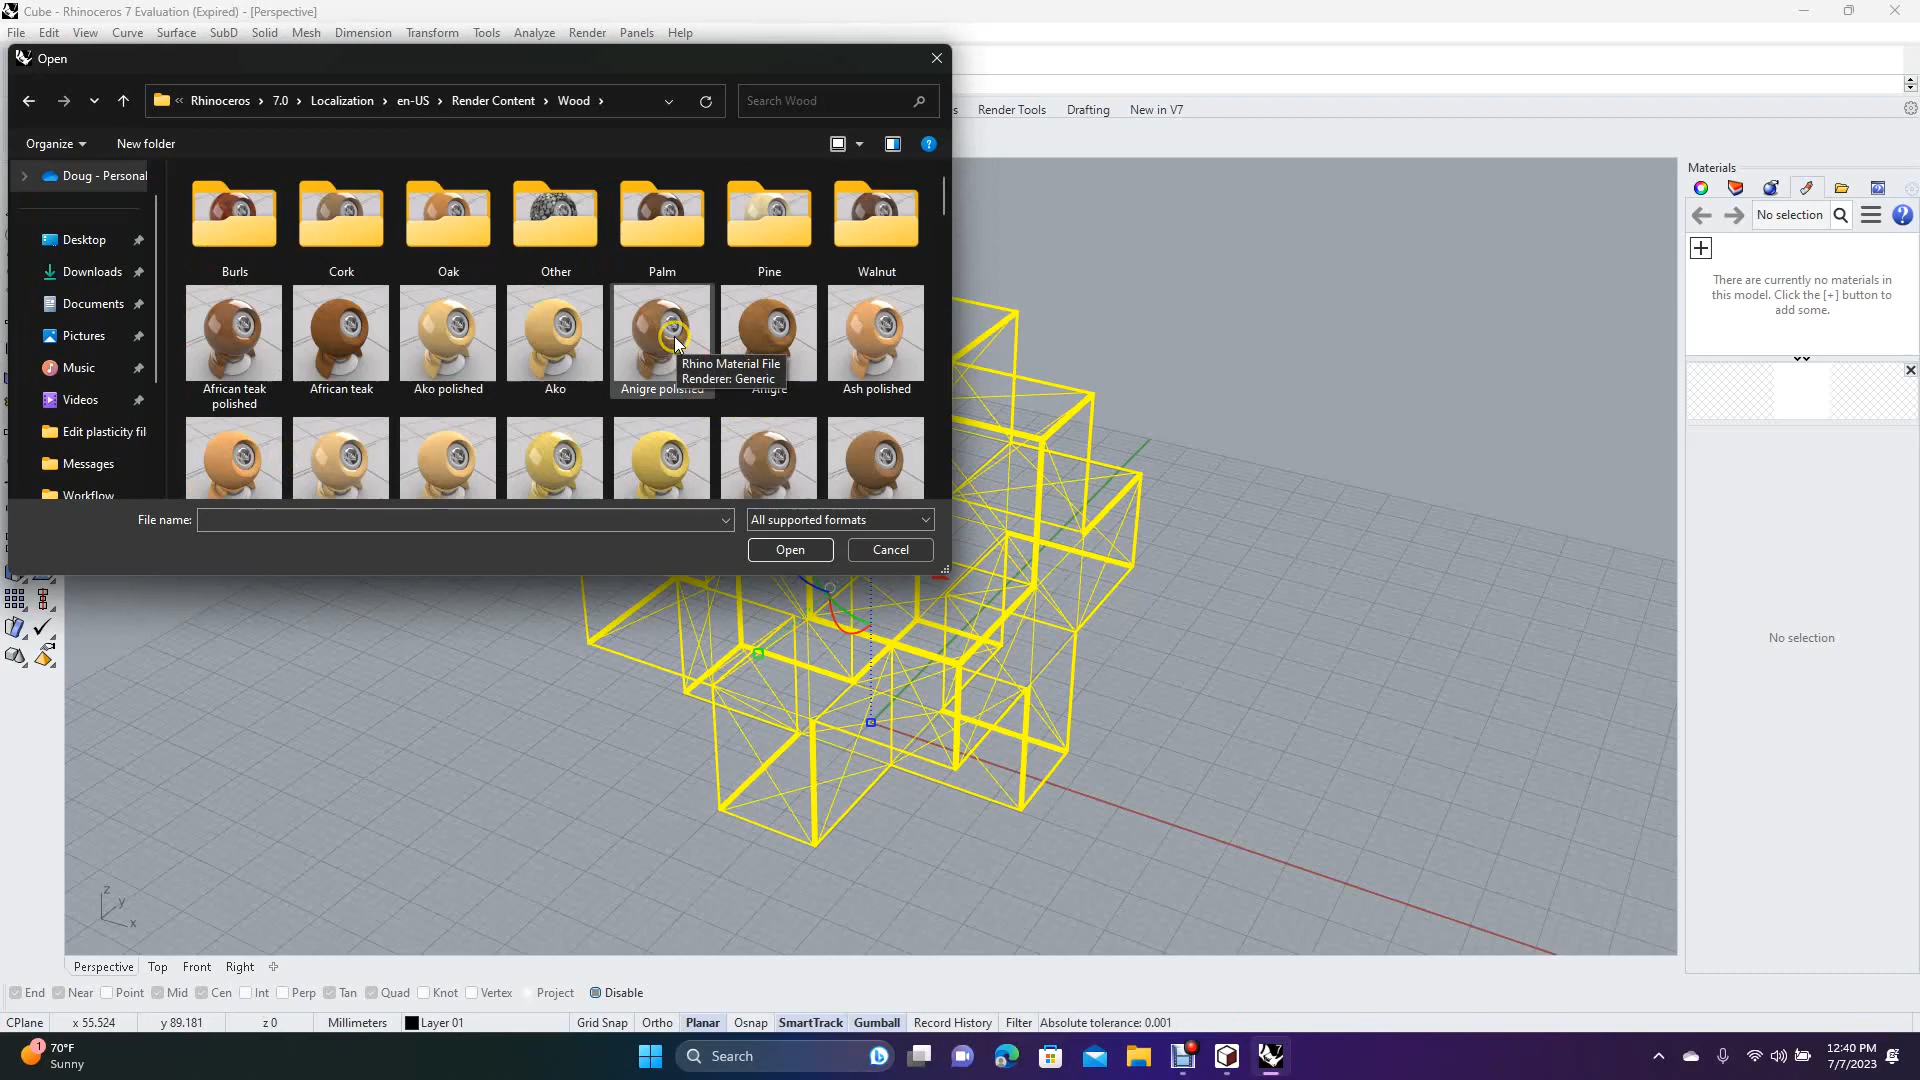 Cube - Rhinoceros 7 Evaluation (Expired) - [Perspective]
File Edit View Curve Surface SubD Solid Mesh Dimension Transform Tools Analyze Render Panels Help
Open
Rhinoceros > 7.0 > Localization > en-US > Render Content > Wood >
Search Wood
s Render Tools Drafting New in V7
Organize New folder
Doug - Personal
Desktop
Downloads
Documents
Pictures
Music
Videos
Edit plasticity fil
Messages
Workflow
Burls Cork Oak Other Palm Pine Walnut
African teak polished
African teak
Ako polished
Ako
Anigre polished
Anigre
Ash polished
Rhino Material File
Renderer: Generic
File name:
All supported formats
Open Cancel
Materials
No selection
There are currently no materials in
this model. Click the [+] button to
add some.
No selection
z
y
x
Perspective Top Front Right
End Near Point Mid Cen Int Perp Tan Quad Knot Vertex Project Disable
CPlane x 55.524 y 89.181 z 0 Millimeters Layer 01 Grid Snap Ortho Planar Osnap SmartTrack Gumball Record History Filter Absolute tolerance: 0.001
1
70°F
Sunny
Search
12:40 PM
7/7/2023